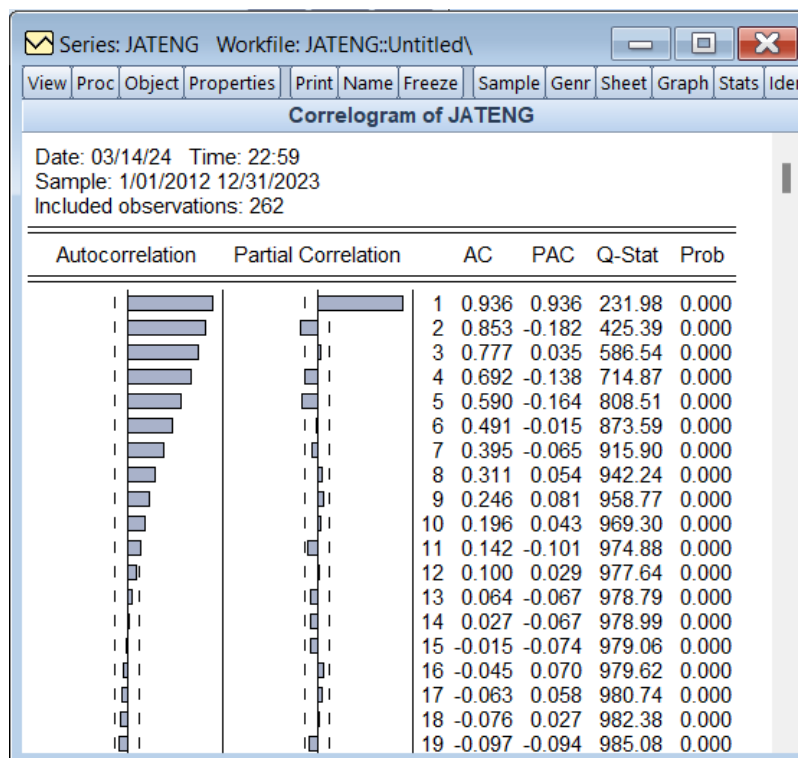 Series: JATENG Workfile: JATENG::Untitled\
View Proc Object Properties Print Name Freeze Sample Genr Sheet Graph Stats Iden
Correlogram of JATENG
Date: 03/14/24 Time: 22:59
Sample: 1/01/2012 12/31/2023
Included observations: 262
Autocorrelation Partial Correlation AC PAC Q-Stat Prob
1 0.936 0.936 231.98 0.000
2 0.853 -0.182 425.39 0.000
3 0.777 0.035 586.54 0.000
4 0.692 -0.138 714.87 0.000
5 0.590 -0.164 808.51 0.000
6 0.491 -0.015 873.59 0.000
7 0.395 -0.065 915.90 0.000
8 0.311 0.054 942.24 0.000
9 0.246 0.081 958.77 0.000
10 0.196 0.043 969.30 0.000
11 0.142 -0.101 974.88 0.000
12 0.100 0.029 977.64 0.000
13 0.064 -0.067 978.79 0.000
14 0.027 -0.067 978.99 0.000
15 -0.015 -0.074 979.06 0.000
16 -0.045 0.070 979.62 0.000
17 -0.063 0.058 980.74 0.000
18 -0.076 0.027 982.38 0.000
19 -0.097 -0.094 985.08 0.000